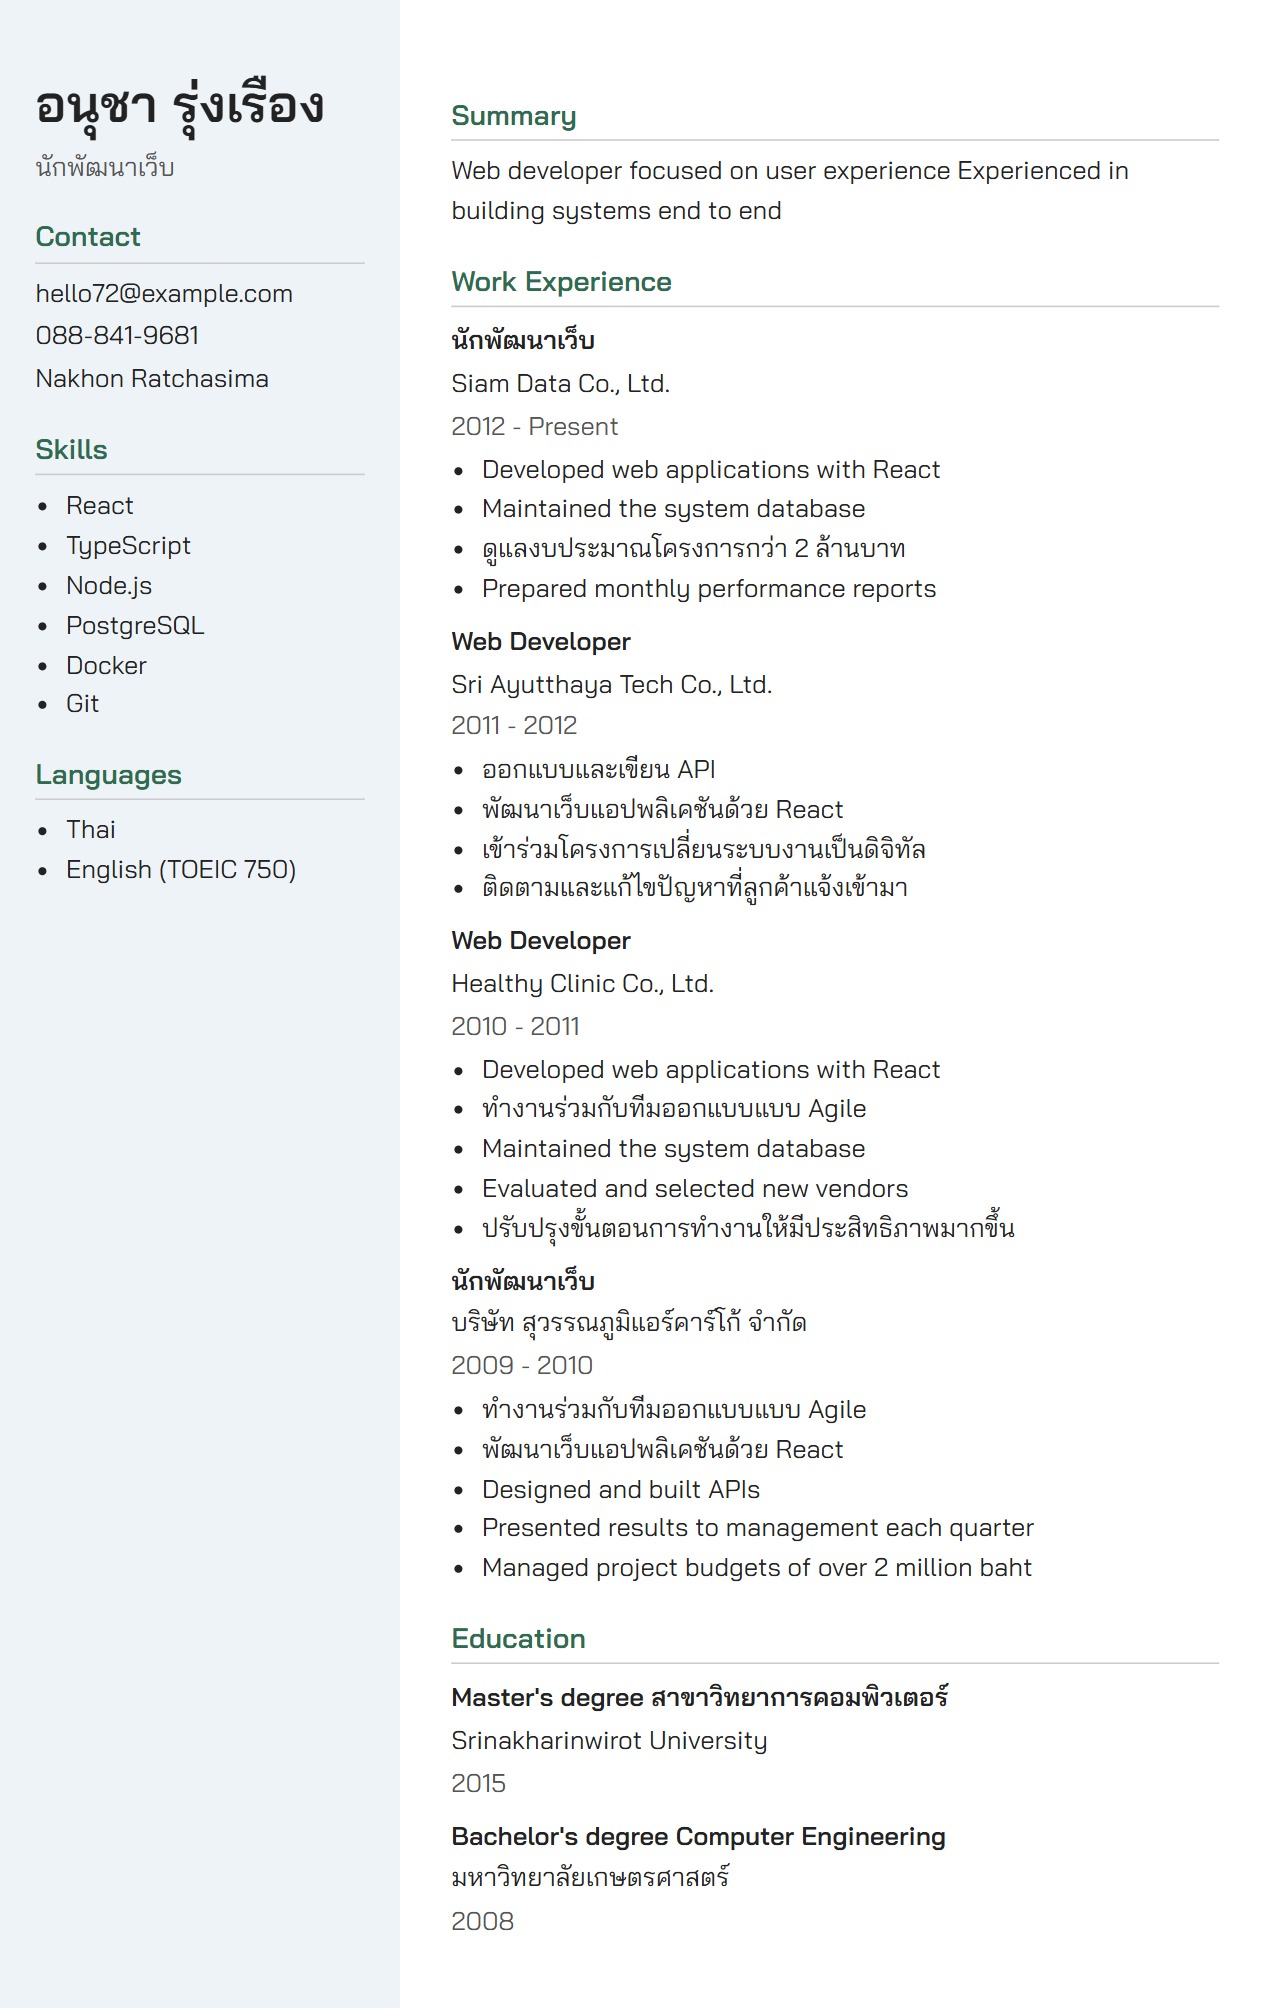 อนุชา รุ่งเรือง
นักพัฒนาเว็บ
Contact
hello72@example.com
088-841-9681
Nakhon Ratchasima
Skills
• React
• TypeScript
• Node.js
• PostgreSQL
• Docker
• Git
Languages
• Thai
• English (TOEIC 750)
Summary
Web developer focused on user experience Experienced in
building systems end to end
Work Experience
นักพัฒนาเว็บ
Siam Data Co., Ltd.
2012 - Present
• Developed web applications with React
• Maintained the system database
• ดูแลงบประมาณโครงการกว่า 2 ล้านบาท
• Prepared monthly performance reports
Web Developer
Sri Ayutthaya Tech Co., Ltd.
2011 - 2012
• ออกแบบและเขียน API
• พัฒนาเว็บแอปพลิเคชันด้วย React
• เข้าร่วมโครงการเปลี่ยนระบบงานเป็นดิจิทัล
• ติดตามและแก้ไขปัญหาที่ลูกค้าแจ้งเข้ามา
Web Developer
Healthy Clinic Co., Ltd.
2010 - 2011
• Developed web applications with React
• ทำงานร่วมกับทีมออกแบบแบบ Agile
• Maintained the system database
• Evaluated and selected new vendors
• ปรับปรุงขั้นตอนการทำงานให้มีประสิทธิภาพมากขึ้น
นักพัฒนาเว็บ
บริษัท สุวรรณภูมิแอร์คาร์โก้ จำกัด
2009 - 2010
• ทำงานร่วมกับทีมออกแบบแบบ Agile
• พัฒนาเว็บแอปพลิเคชันด้วย React
• Designed and built APIs
• Presented results to management each quarter
• Managed project budgets of over 2 million baht
Education
Master's degree สาขาวิทยาการคอมพิวเตอร์
Srinakharinwirot University
2015
Bachelor's degree Computer Engineering
มหาวิทยาลัยเกษตรศาสตร์
2008